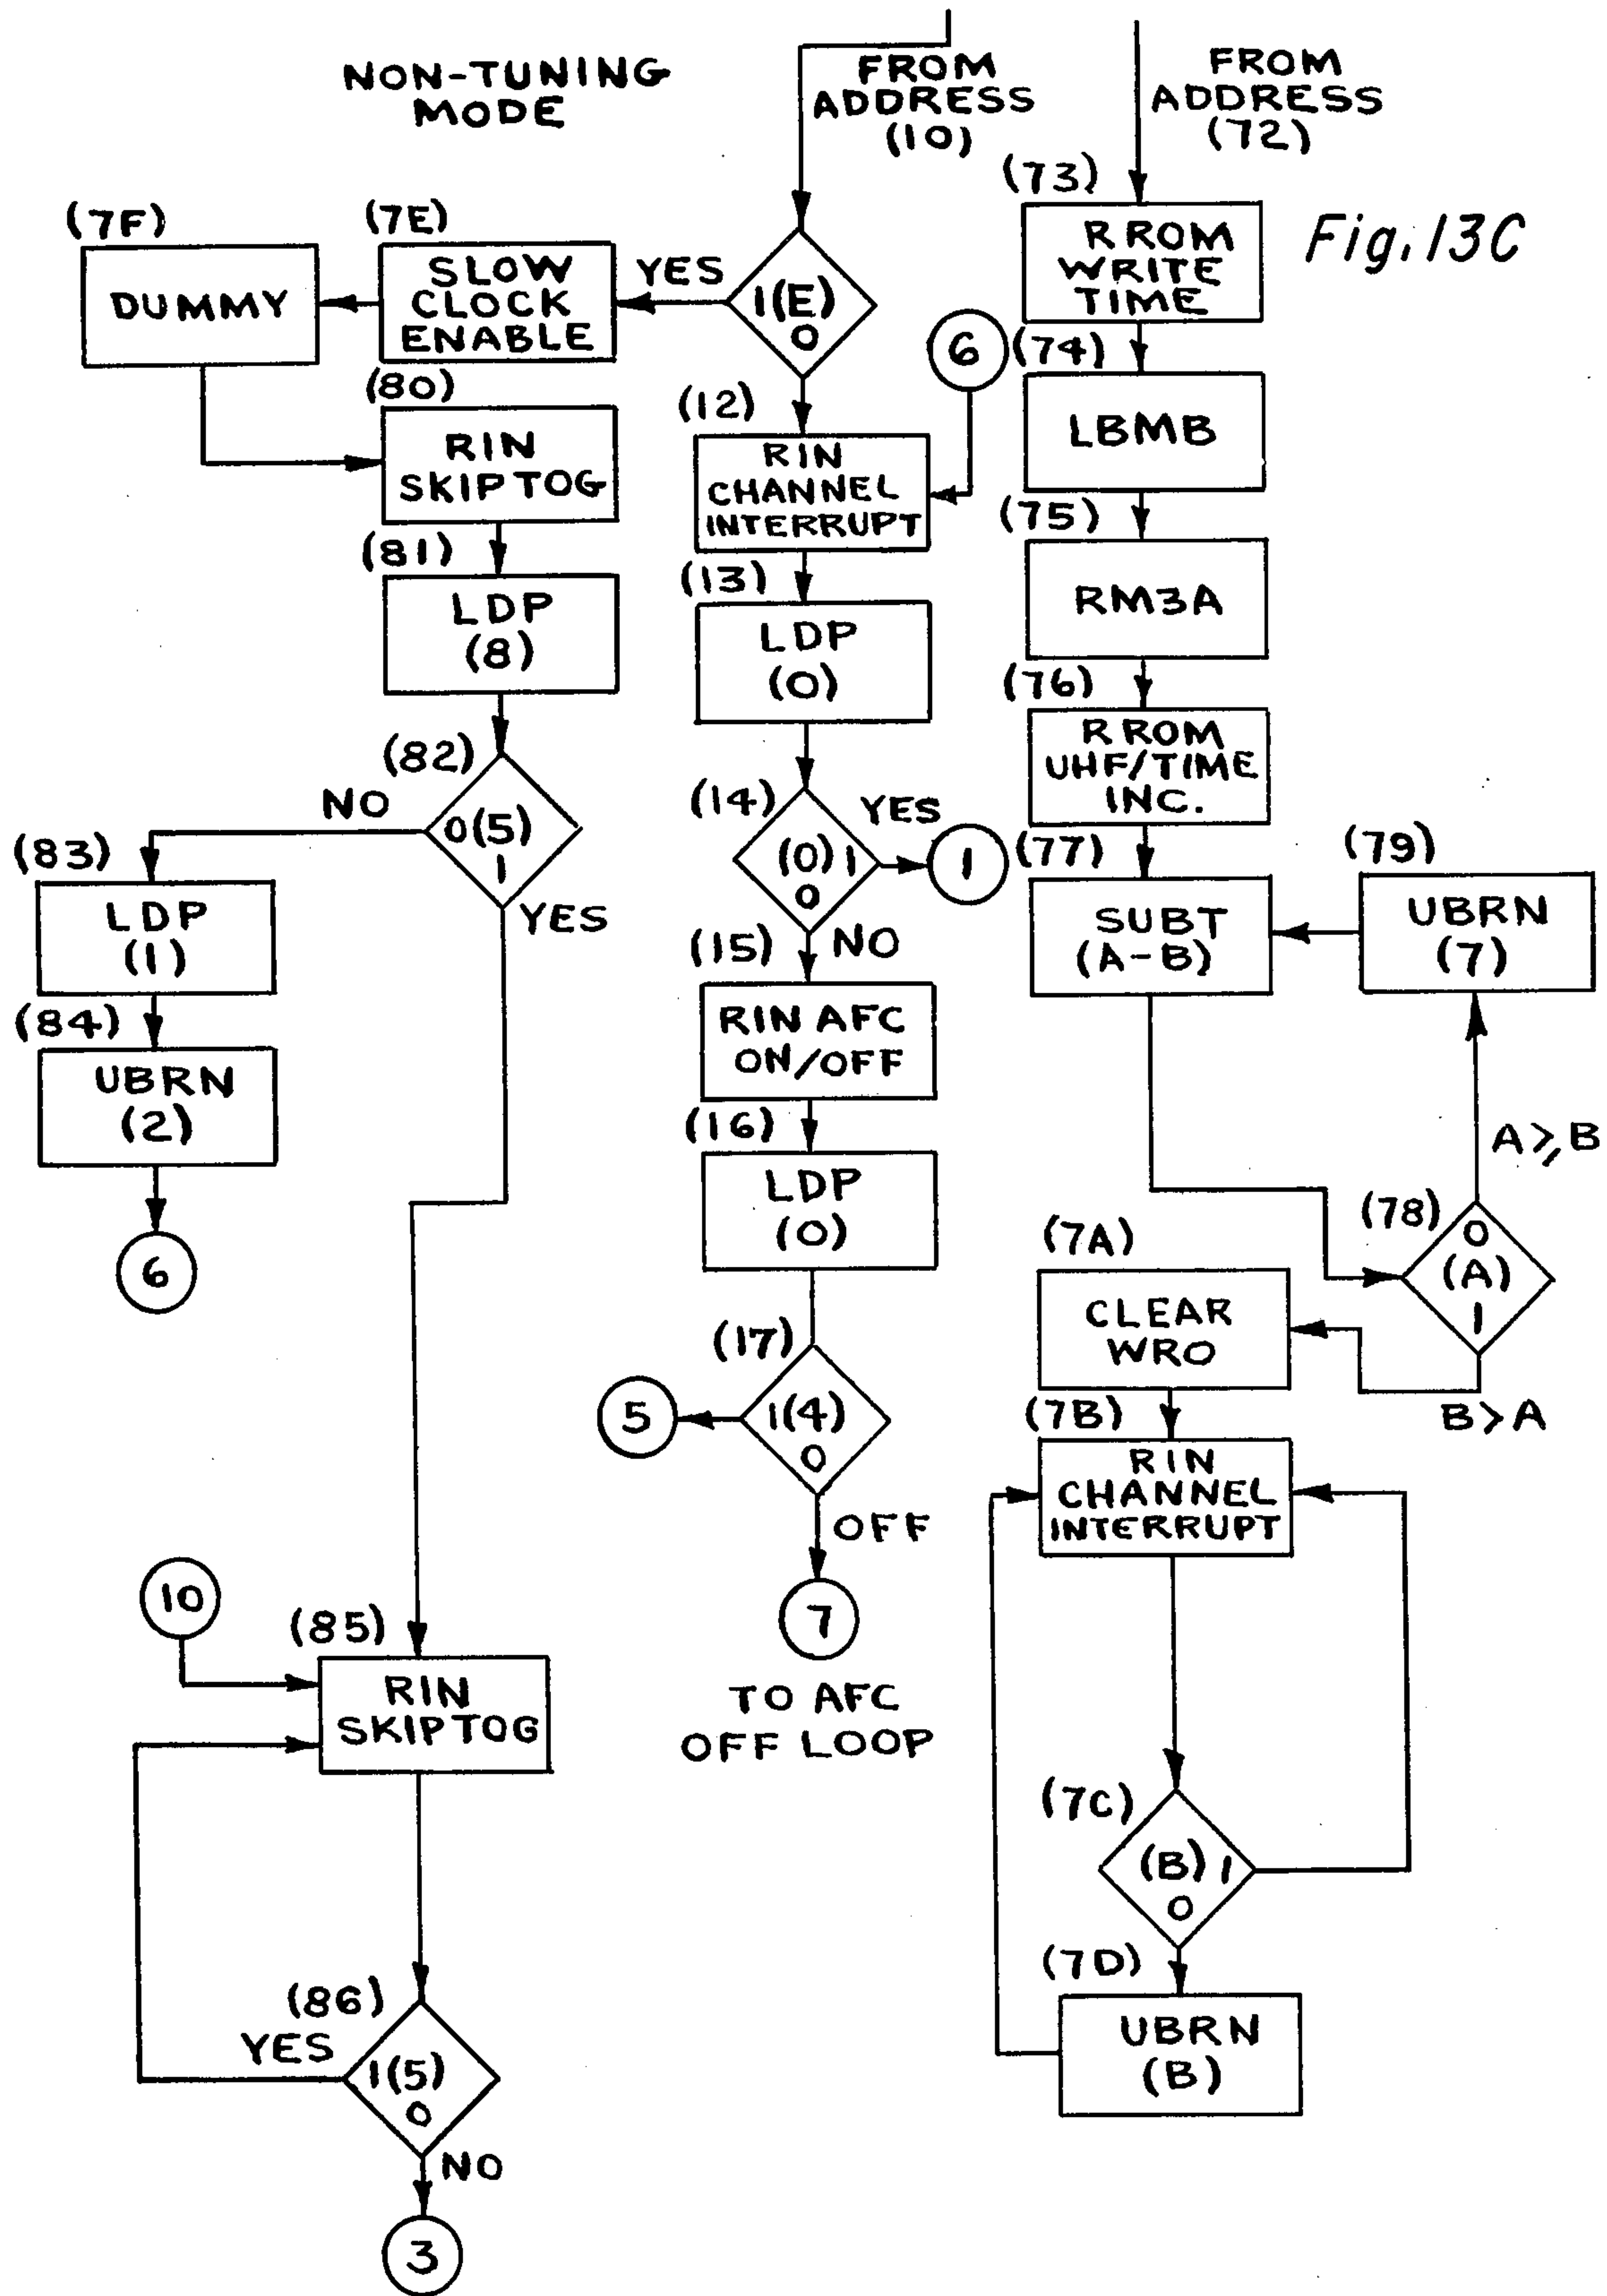 NON-TUNING
MODE
FROM
ADDRESS
(10)
FROM
ADDRESS
(72)
Fig. 13C
(7F)
DUMMY
(7E)
SLOW
CLOCK
ENABLE
YES
1(E)
0
(80)
RIN
SKIPTOG
(81)
LDP
(8)
(82)
0(5)
1
NO
YES
(83)
LDP
(1)
(84)
UBRN
(2)
6
10
(85)
RIN
SKIPTOG
(86)
YES
1(5)
0
NO
3
6
(12)
RIN
CHANNEL
INTERRUPT
(13)
LDP
(0)
(14)
YES
(0) 1
0
1
NO
(15)
RIN AFC
ON/OFF
(16)
LDP
(0)
(17)
1(4)
0
5
OFF
7
TO AFC
OFF LOOP
(73)
R ROM
WRITE
TIME
(74)
LBMB
(75)
RM3A
(76)
R ROM
UHF/TIME
INC.
(77)
SUBT
(A-B)
(79)
UBRN
(7)
A⩾B
(78)
0
(A)
1
B>A
(7A)
CLEAR
WRO
(7B)
RIN
CHANNEL
INTERRUPT
(7C)
(B) 1
0
(7D)
UBRN
(B)